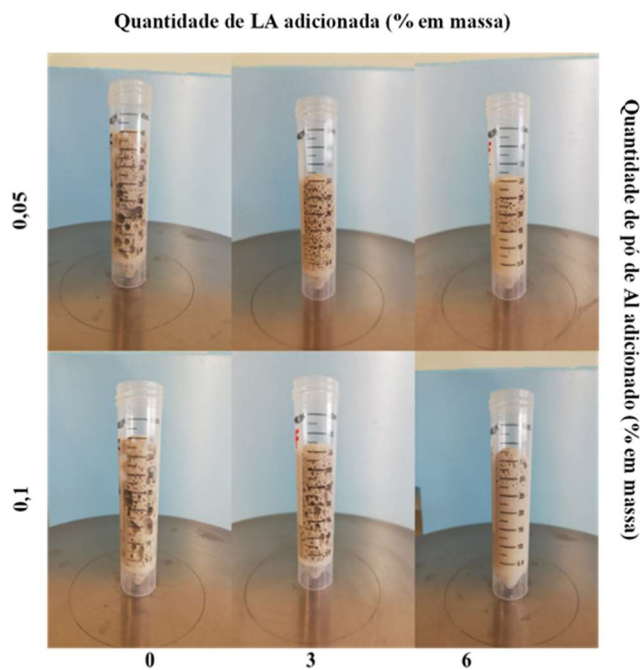 Quantidade de LA adicionada (% em massa)
0,05
0,1
Quantidade de pó de Al adicionado (% em massa)
0
3
6